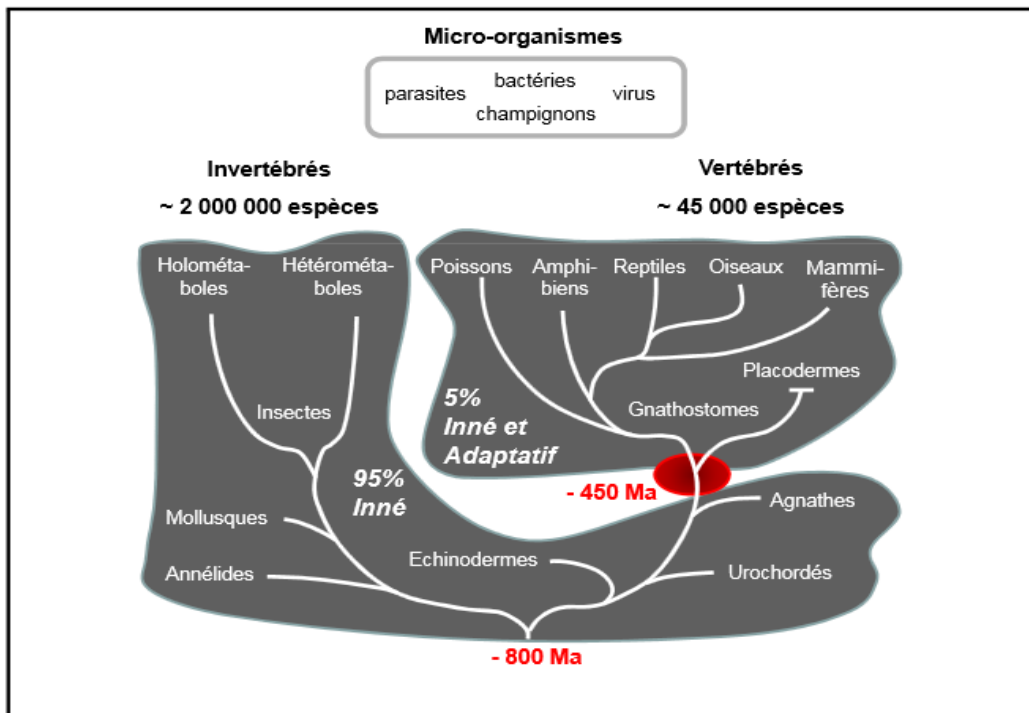 Micro-organismes
bactéries
parasites
virus
champignons
Invertébrés
~ 2 000 000 espèces
Vertébrés
~ 45 000 espèces
Holométa-
boles
Hétérométa-
boles
Poissons
Amphi-
biens
Reptiles
Oiseaux
Mammi-
fères
Placodermes
5%
Inné et
Adaptatif
Gnathostomes
Insectes
95%
Inné
- 450 Ma
Agnathes
Mollusques
Echinodermes
Annélides
Urochordés
- 800 Ma